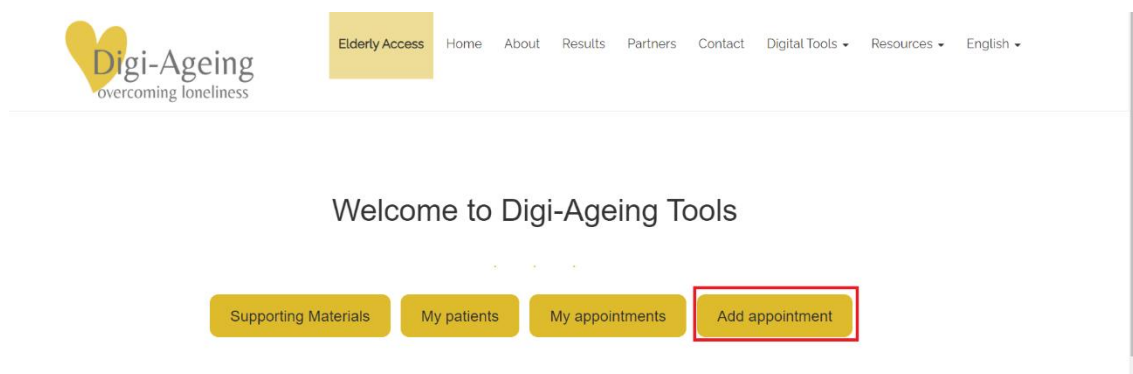 Digi-Ageing
overcoming loneliness
Elderly Access Home About Results Partners Contact Digital Tools Resources English
Welcome to Digi-Ageing Tools
Supporting Materials My patients My appointments Add appointment